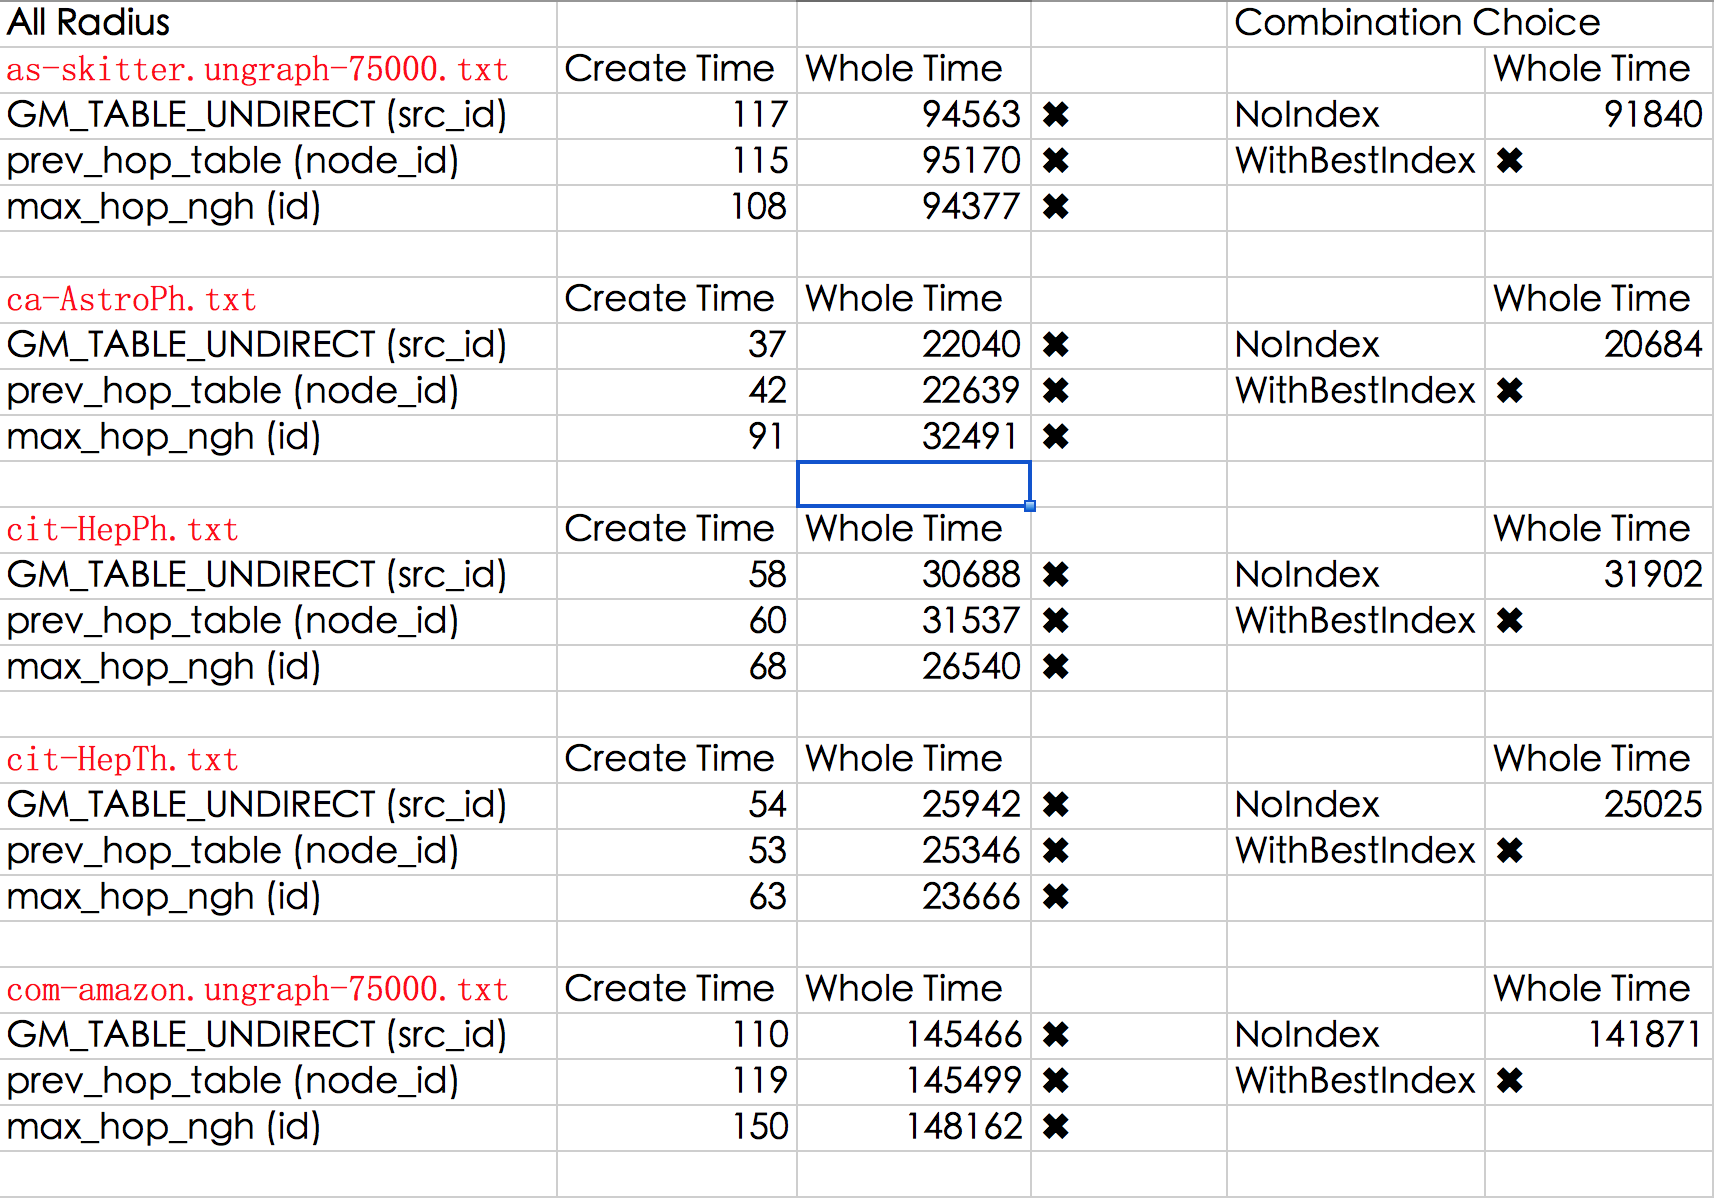 All Radius Combination Choice
as-skitter.ungraph-75000.txt Create Time Whole Time Whole Time
GM_TABLE_UNDIRECT (src_id) 117 94563 ✖ NoIndex 91840
prev_hop_table (node_id) 115 95170 ✖ WithBestIndex ✖
max_hop_ngh (id) 108 94377 ✖
ca-AstroPh.txt Create Time Whole Time Whole Time
GM_TABLE_UNDIRECT (src_id) 37 22040 ✖ NoIndex 20684
prev_hop_table (node_id) 42 22639 ✖ WithBestIndex ✖
max_hop_ngh (id) 91 32491 ✖
cit-HepPh.txt Create Time Whole Time Whole Time
GM_TABLE_UNDIRECT (src_id) 58 30688 ✖ NoIndex 31902
prev_hop_table (node_id) 60 31537 ✖ WithBestIndex ✖
max_hop_ngh (id) 68 26540 ✖
cit-HepTh.txt Create Time Whole Time Whole Time
GM_TABLE_UNDIRECT (src_id) 54 25942 ✖ NoIndex 25025
prev_hop_table (node_id) 53 25346 ✖ WithBestIndex ✖
max_hop_ngh (id) 63 23666 ✖
com-amazon.ungraph-75000.txt Create Time Whole Time Whole Time
GM_TABLE_UNDIRECT (src_id) 110 145466 ✖ NoIndex 141871
prev_hop_table (node_id) 119 145499 ✖ WithBestIndex ✖
max_hop_ngh (id) 150 148162 ✖